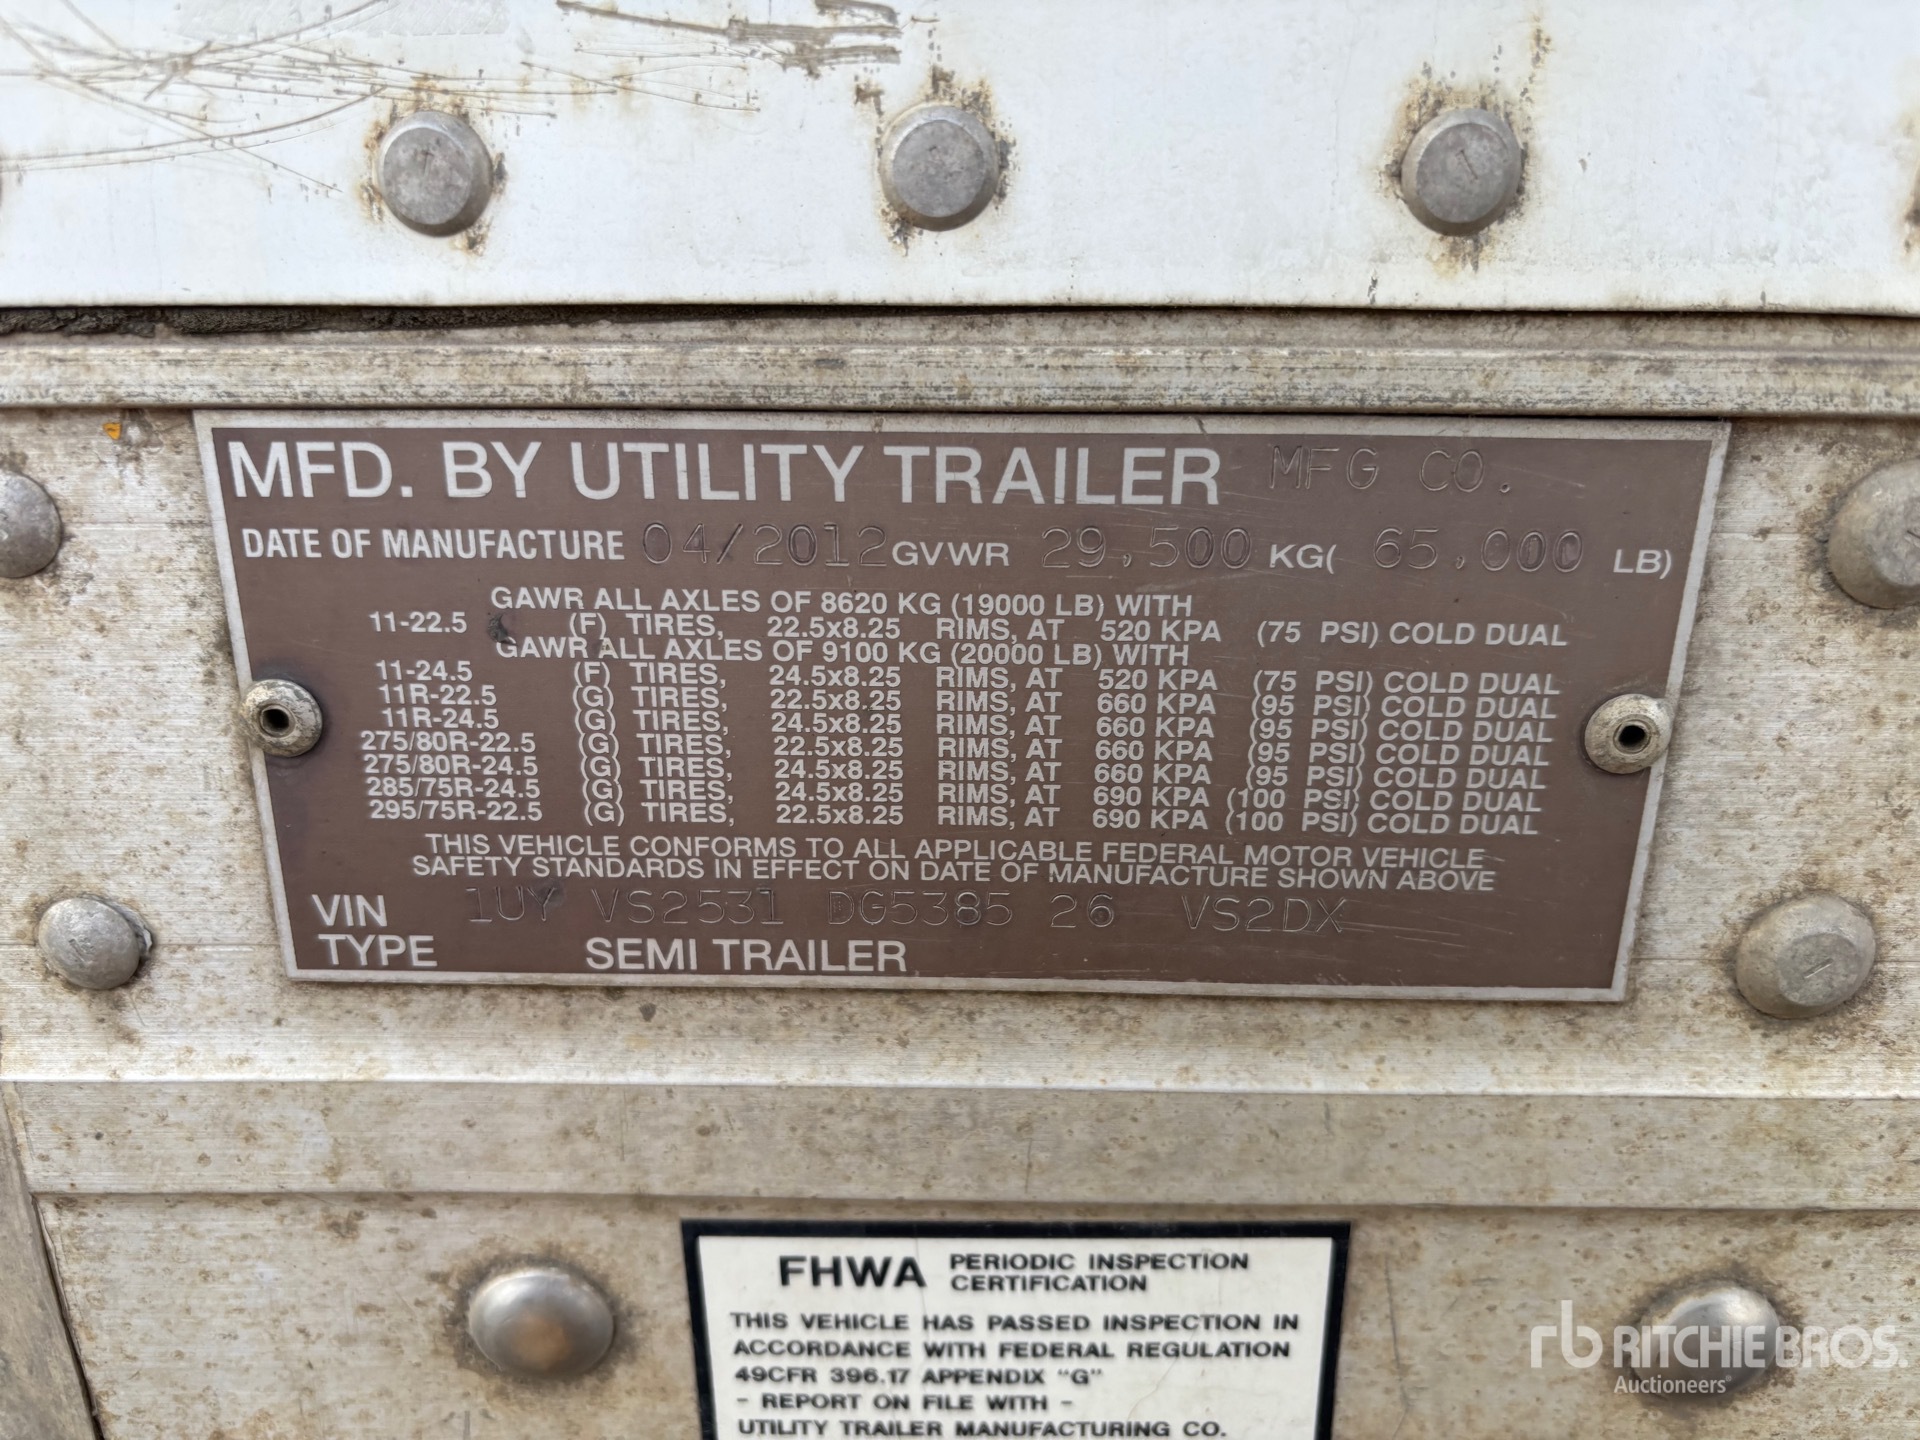 MFD. BY UTILITY TRAILER MFG CO.
DATE OF MANUFACTURE 04/2012 GVWR 29,500 KG( 65,000 LB)
GAWR ALL AXLES OF 8620 KG (19000 LB) WITH
11-22.5 (F) TIRES, 22.5x8.25 RIMS, AT 520 KPA (75 PSI) COLD DUAL
GAWR ALL AXLES OF 9100 KG (20000 LB) WITH
11-24.5 (F) TIRES, 24.5x8.25 RIMS, AT 520 KPA (75 PSI) COLD DUAL
11R-22.5 (G) TIRES, 22.5x8.25 RIMS, AT 660 KPA (95 PSI) COLD DUAL
11R-24.5 (G) TIRES, 24.5x8.25 RIMS, AT 660 KPA (95 PSI) COLD DUAL
275/80R-22.5 (G) TIRES, 22.5x8.25 RIMS, AT 660 KPA (95 PSI) COLD DUAL
275/80R-24.5 (G) TIRES, 24.5x8.25 RIMS, AT 660 KPA (95 PSI) COLD DUAL
285/75R-24.5 (G) TIRES, 24.5x8.25 RIMS, AT 690 KPA (100 PSI) COLD DUAL
295/75R-22.5 (G) TIRES, 22.5x8.25 RIMS, AT 690 KPA (100 PSI) COLD DUAL
THIS VEHICLE CONFORMS TO ALL APPLICABLE FEDERAL MOTOR VEHICLE
SAFETY STANDARDS IN EFFECT ON DATE OF MANUFACTURE SHOWN ABOVE
VIN 1UY VS2531 DG5385 26 VS2DX
TYPE SEMI TRAILER
FHWA PERIODIC INSPECTION
CERTIFICATION
THIS VEHICLE HAS PASSED INSPECTION IN
ACCORDANCE WITH FEDERAL REGULATION
49CFR 396.17 APPENDIX "G"
- REPORT ON FILE WITH -
UTILITY TRAILER MANUFACTURING CO.
rb RITCHIE BROS.
Auctioneers